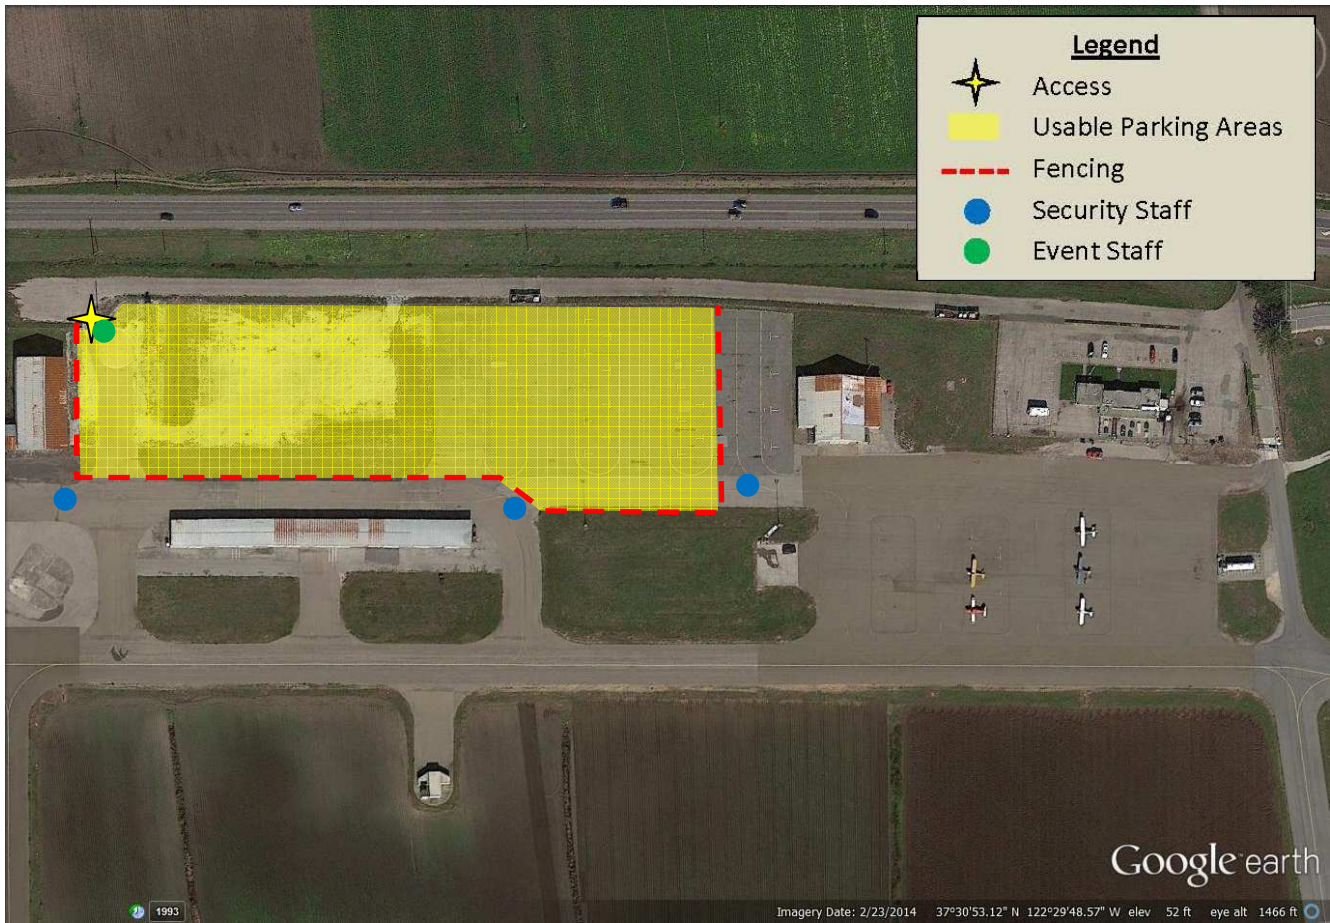 Legend
Access
Usable Parking Areas
Fencing
Security Staff
Event Staff
Google earth
1993
Imagery Date: 2/23/2014 37°30'53.12" N 122°29'48.57" W elev 52 ft eye alt 1466 ft